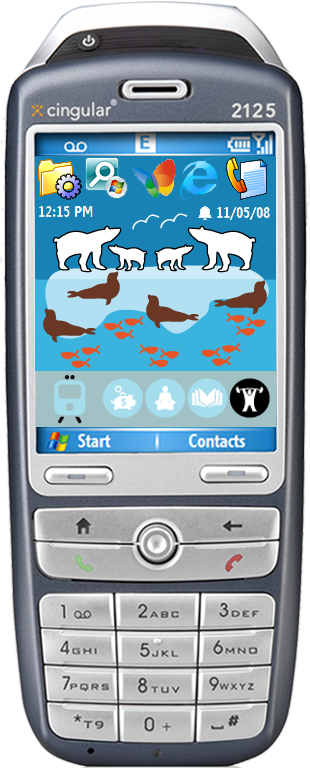 cingular®
2125
E
12:15 PM 11/05/08
Start Contacts
1 2ABC 3DEF
4GHI 5JKL 6MNO
7PQRS 8TUV 9WXYZ
*T9 0+ #